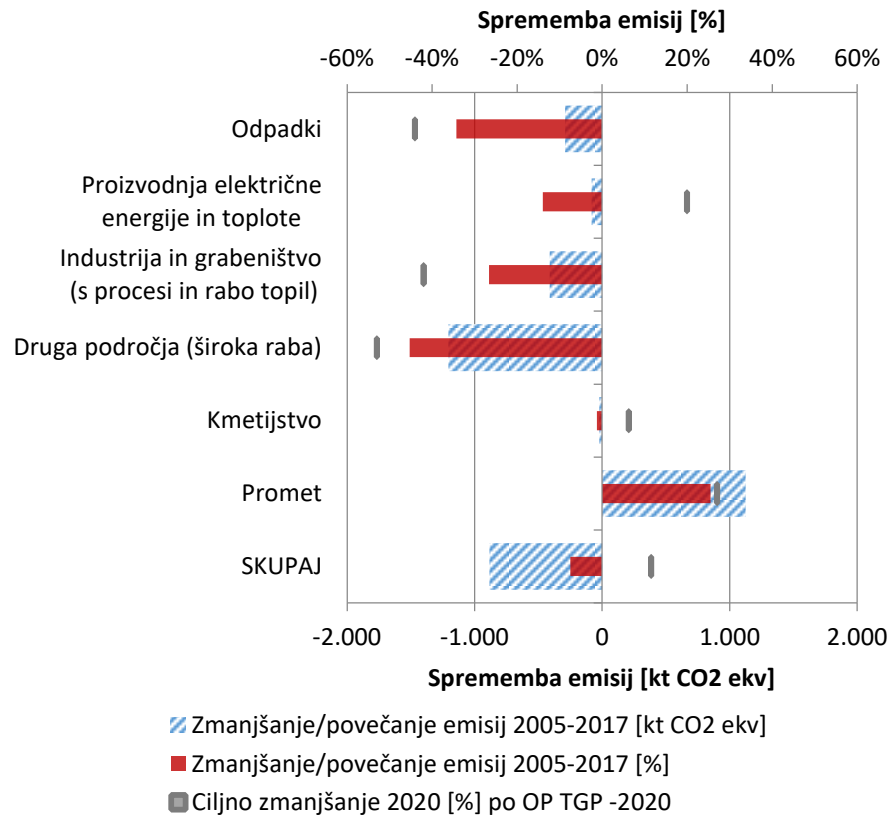 Sprememba emisij [%]
-60% -40% -20% 0% 20% 40% 60%
Odpadki
Proizvodnja električne
energije in toplote
Industrija in grabeništvo
(s procesi in rabo topil)
Druga področja (široka raba)
Kmetijstvo
Promet
SKUPAJ
-2.000 -1.000 0 1.000 2.000
Sprememba emisij [kt CO2 ekv]
Zmanjšanje/povečanje emisij 2005-2017 [kt CO2 ekv]
Zmanjšanje/povečanje emisij 2005-2017 [%]
Ciljno zmanjšanje 2020 [%] po OP TGP -2020